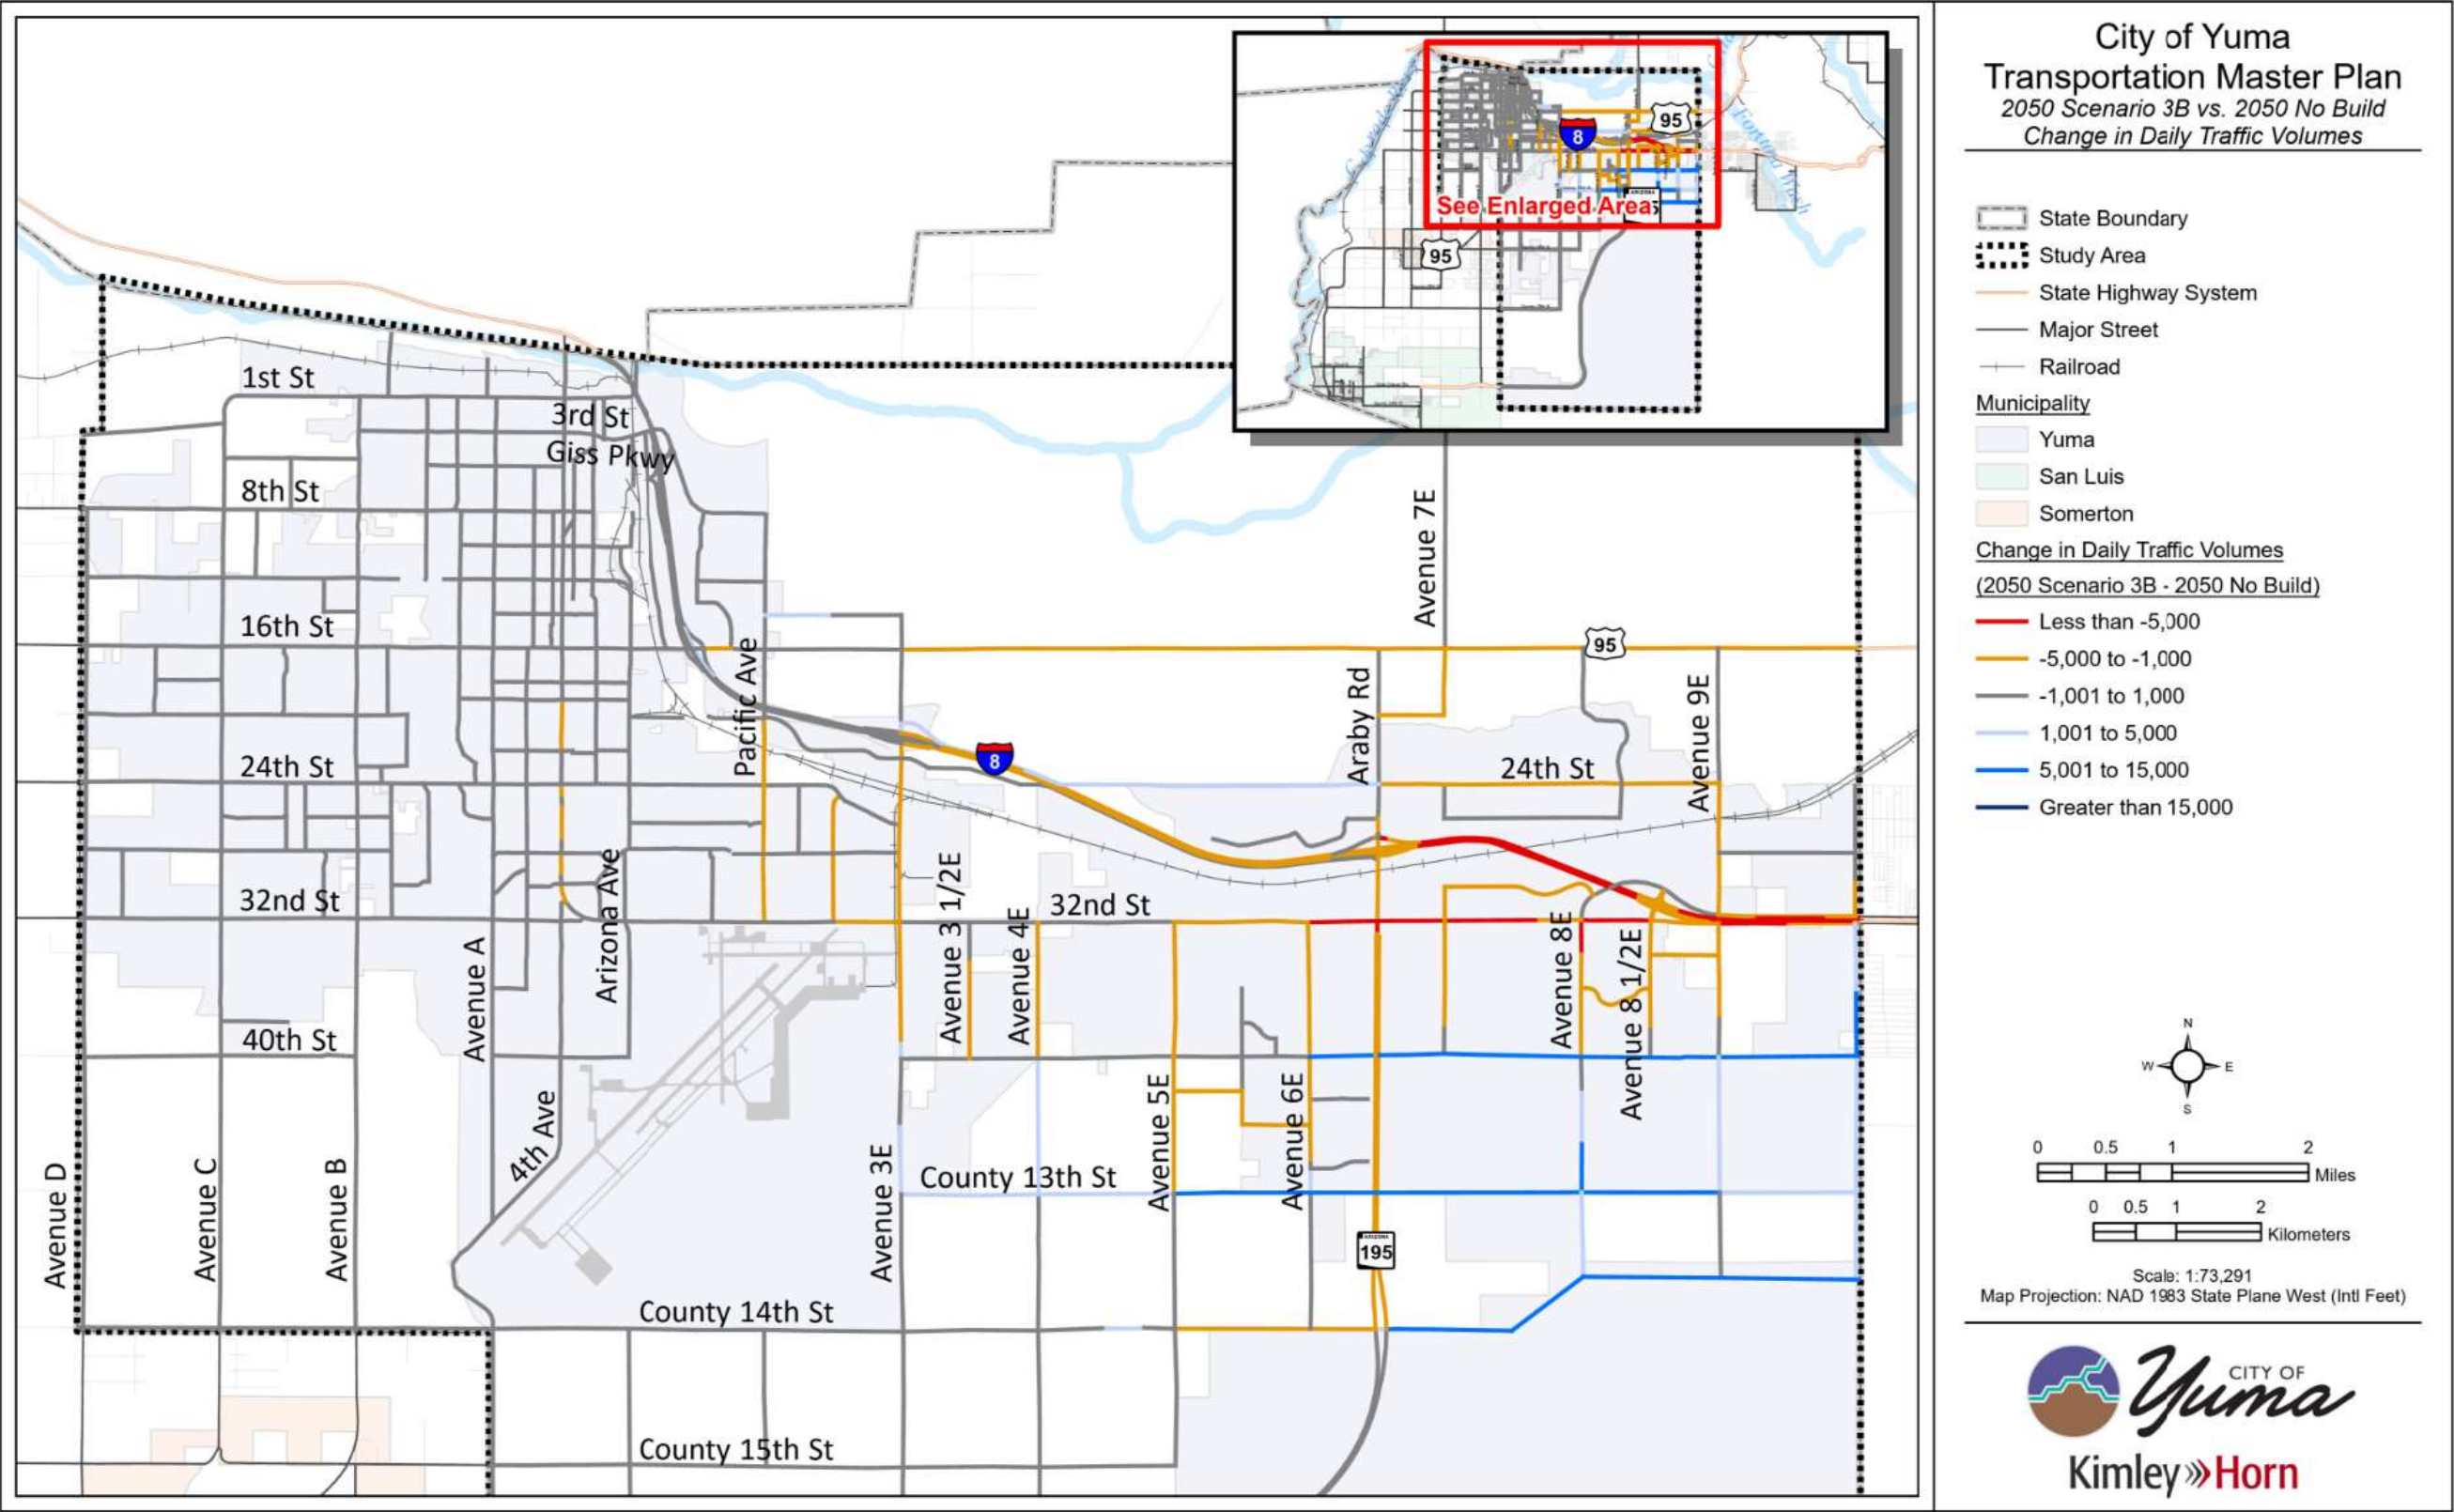 City of Yuma
Transportation Master Plan
2050 Scenario 3B vs. 2050 No Build
Change in Daily Traffic Volumes
State Boundary
Study Area
State Highway System
Major Street
Railroad
Municipality
Yuma
San Luis
Somerton
Change in Daily Traffic Volumes
(2050 Scenario 3B - 2050 No Build)
Less than -5,000
-5,000 to -1,000
-1,001 to 1,000
1,001 to 5,000
5,001 to 15,000
Greater than 15,000
N
W
E
S
0 0.5 1 2
Miles
0 0.5 1 2
Kilometers
Scale: 1:73,291
Map Projection: NAD 1983 State Plane West (Intl Feet)
CITY OF
Yuma
Kimley»Horn
95
8
See Enlarged Area
95
1st St
3rd St
Giss Pkwy
8th St
16th St
24th St
32nd St
40th St
Avenue D
Avenue C
Avenue B
Avenue A
4th Ave
Arizona Ave
Pacific Ave
Avenue 3E
Avenue 3 1/2E
Avenue 4E
Avenue 5E
Avenue 6E
Araby Rd
Avenue 7E
Avenue 8E
Avenue 8 1/2E
Avenue 9E
95
8
24th St
32nd St
County 13th St
ARIZONA
195
County 14th St
County 15th St